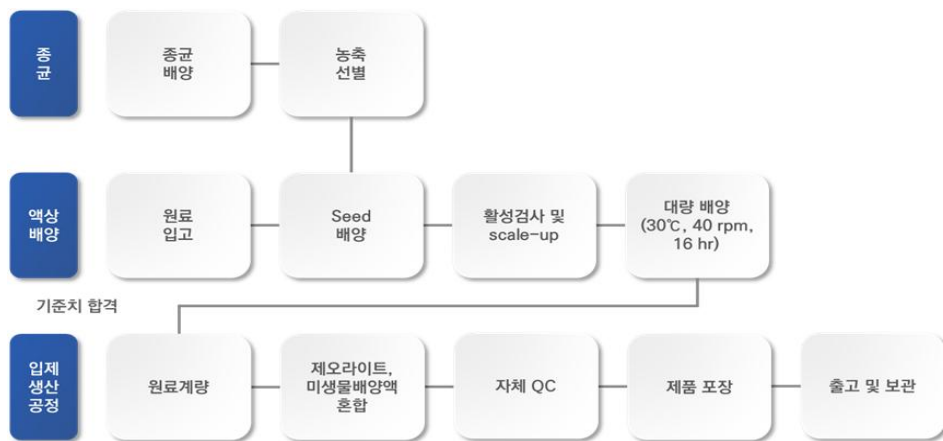 종
균
종균
배양
농축
선별
액상
배양
원료
입고
Seed
배양
활성검사 및
scale-up
대량 배양
(30℃, 40 rpm,
16 hr)
기준치 합격
입제
생산
공정
원료계량
제오라이트,
미생물배양액
혼합
자체 QC
제품 포장
출고 및 보관